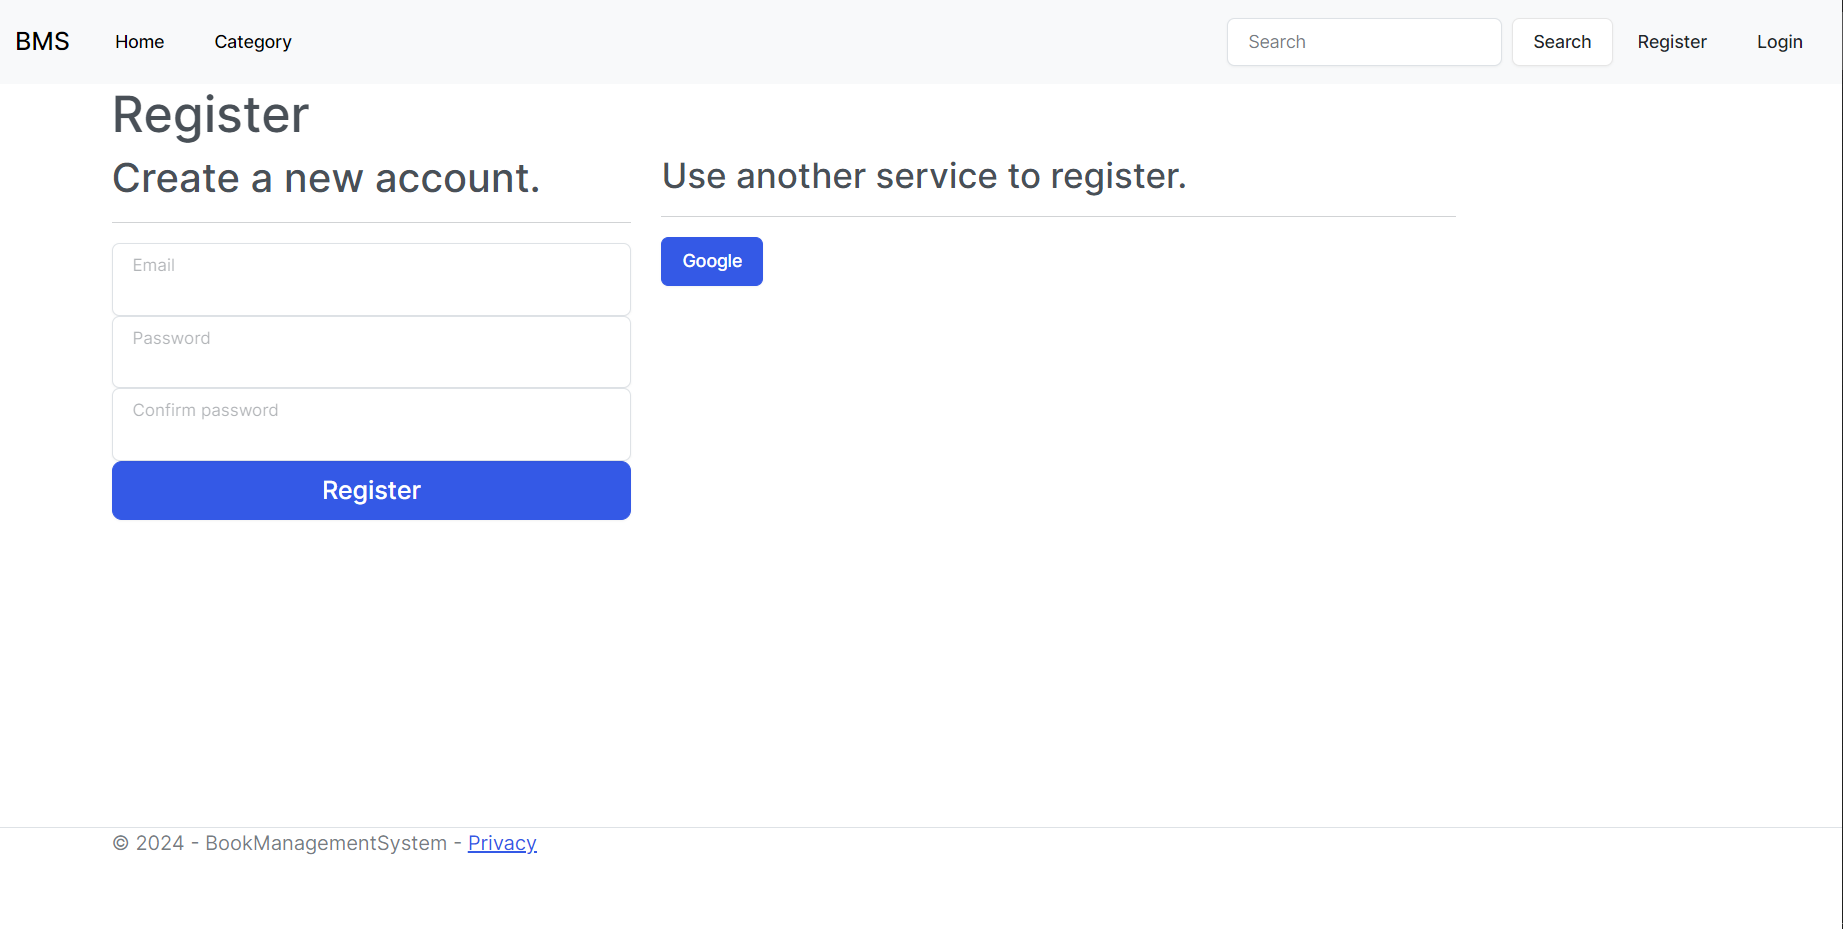 BMS Home Category Search Search Register Login
Register
Create a new account.
Email
Password
Confirm password
Register
Use another service to register.
Google
© 2024 - BookManagementSystem - Privacy